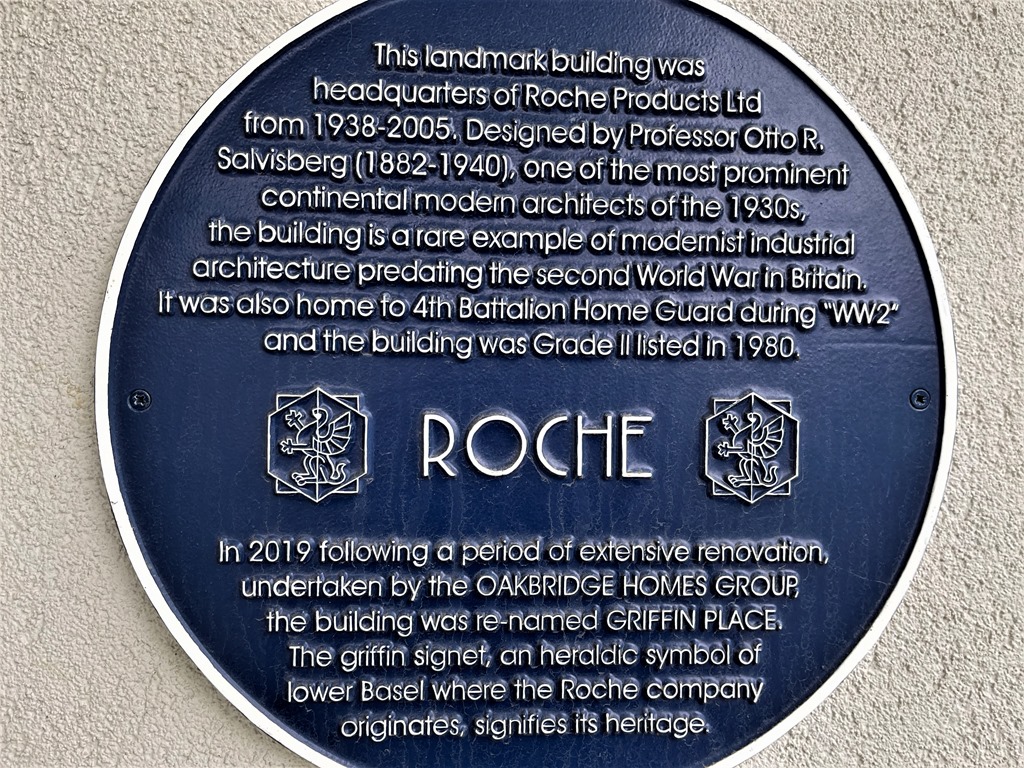 This landmark building was
headquarters of Roche Products Ltd
from 1938-2005. Designed by Professor Otto R.
Salvisberg (1882-1940), one of the most prominent
continental modern architects of the 1930s,
the building is a rare example of modernist industrial
architecture predating the second World War in Britain.
It was also home to 4th Battalion Home Guard during "WW2"
and the building was Grade II listed in 1980.
ROCHE
In 2019 following a period of extensive renovation,
undertaken by the OAKBRIDGE HOMES GROUP,
the building was re-named GRIFFIN PLACE.
The griffin signet, an heraldic symbol of
lower Basel where the Roche company
originates, signifies its heritage.